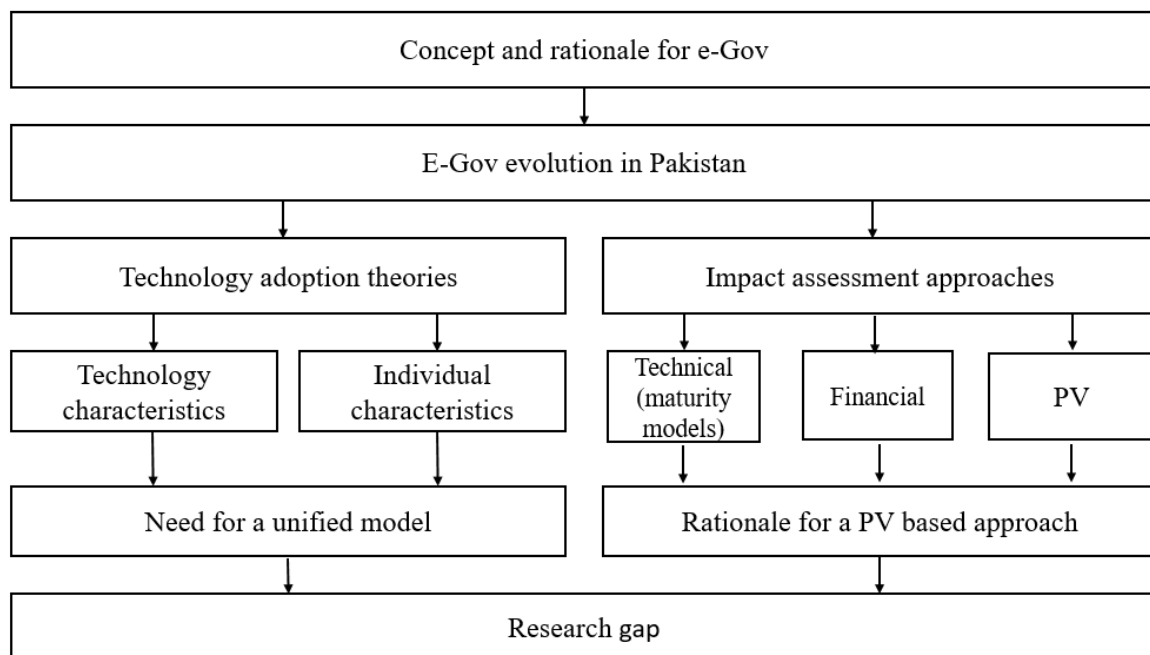 Concept and rationale for e-Gov
E-Gov evolution in Pakistan
Technology adoption theories
Impact assessment approaches
Technology
characteristics
Individual
characteristics
Technical
(maturity
models)
Financial
PV
Need for a unified model
Rationale for a PV based approach
Research gap